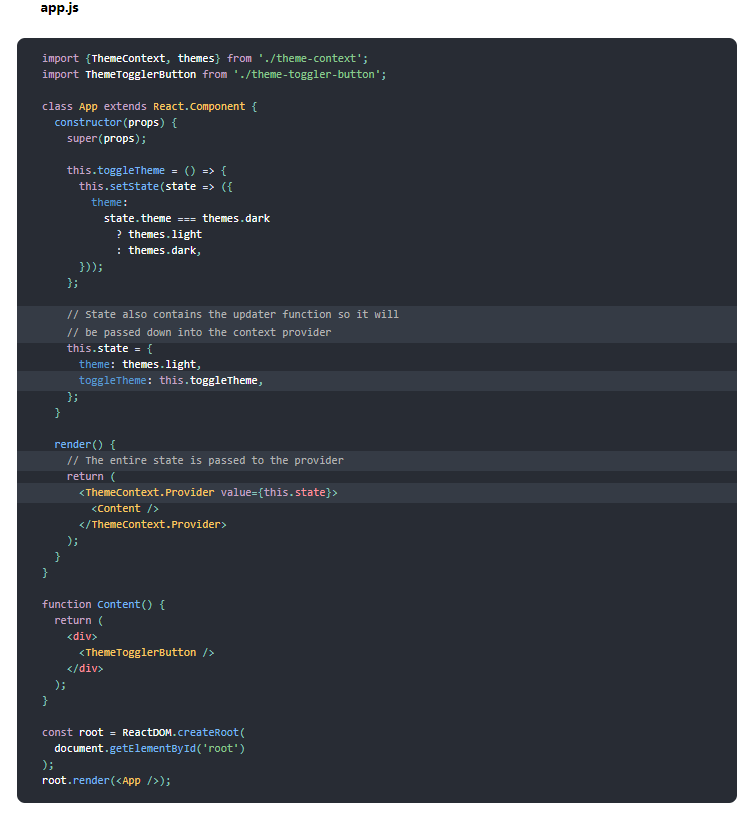 app.js
import {ThemeContext, themes} from './theme-context';
import ThemeTogglerButton from './theme-toggler-button';
class App extends React.Component {
constructor(props) {
super(props);
this.toggleTheme = () => {
this.setState(state => ({
theme:
state.theme === themes.dark
? themes.light
: themes.dark,
}));
};
// State also contains the updater function so it will
// be passed down into the context provider
this.state = {
theme: themes.light,
toggleTheme: this.toggleTheme,
};
}
render() {
// The entire state is passed to the provider
return (
<ThemeContext.Provider value={this.state}>
<Content />
</ThemeContext.Provider>
);
}
}
function Content() {
return (
<div>
<ThemeTogglerButton />
</div>
);
}
const root = ReactDOM.createRoot(
document.getElementById('root')
);
root.render(<App />);